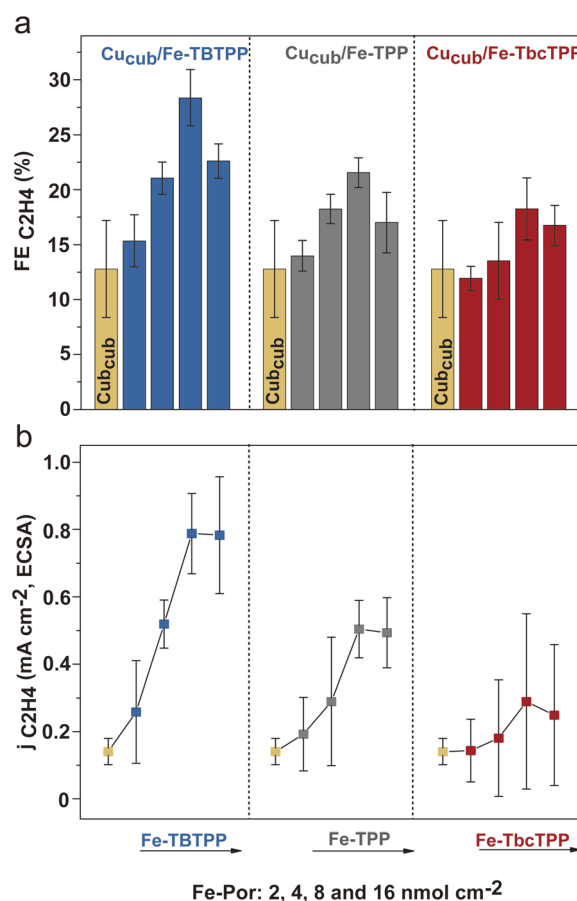 a
Cucub/Fe-TBTPP
Cucub/Fe-TPP
Cucub/Fe-TbcTPP
FE C2H4 (%)
30
25
20
15
10
5
0
Cubcub
Cubcub
Cubcub
b
j C2H4 (mA cm-2, ECSA)
1.0
0.8
0.6
0.4
0.2
0
Fe-TBTPP
Fe-TPP
Fe-TbcTPP
Fe-Por: 2, 4, 8 and 16 nmol cm-2